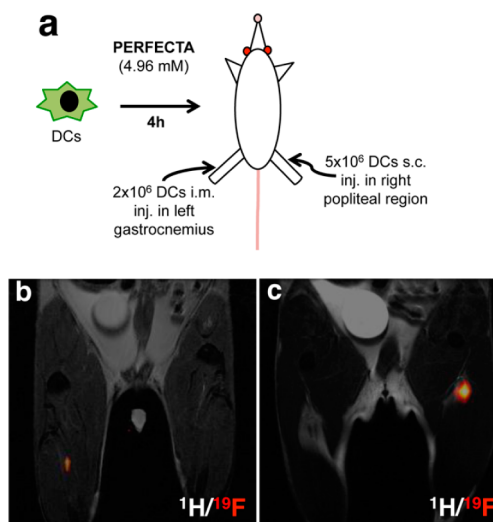 a
PERFECTA
(4.96 mM)
4h
DCs
2x10⁶ DCs i.m.
inj. in left
gastrocnemius
5x10⁶ DCs s.c.
inj. in right
popliteal region
b
¹H/¹⁹F
c
¹H/¹⁹F